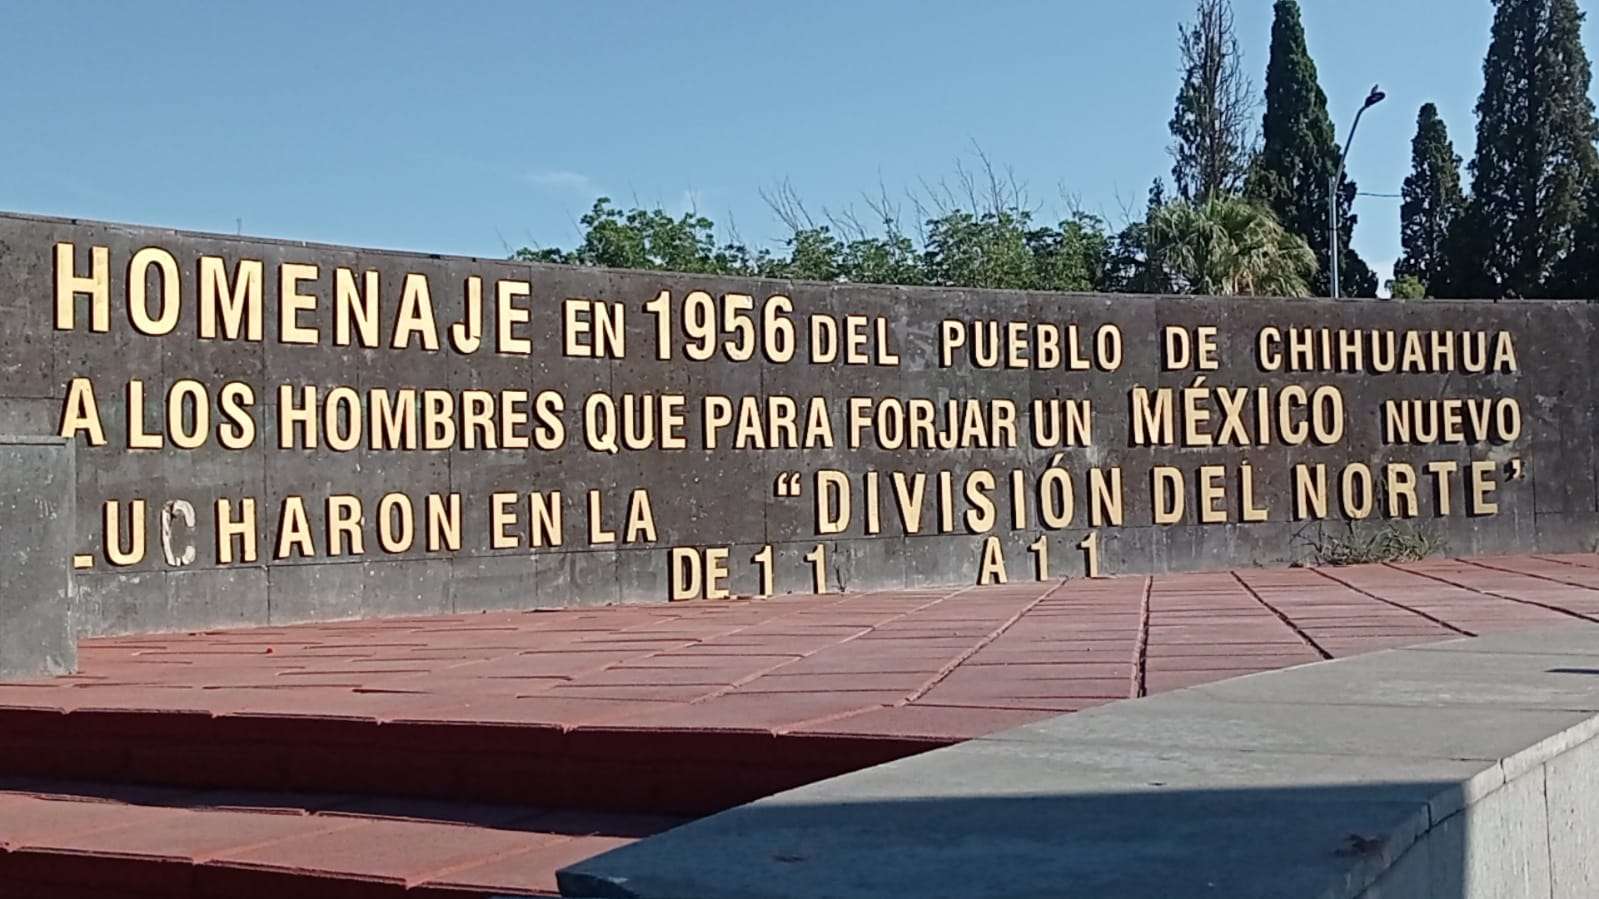 HOMENAJE EN 1956 DEL PUEBLO DE CHIHUAHUA
A LOS HOMBRES QUE PARA FORJAR UN MÉXICO NUEVO
LUCHARON EN LA "DIVISIÓN DEL NORTE"
DE 1 1 A 1 1